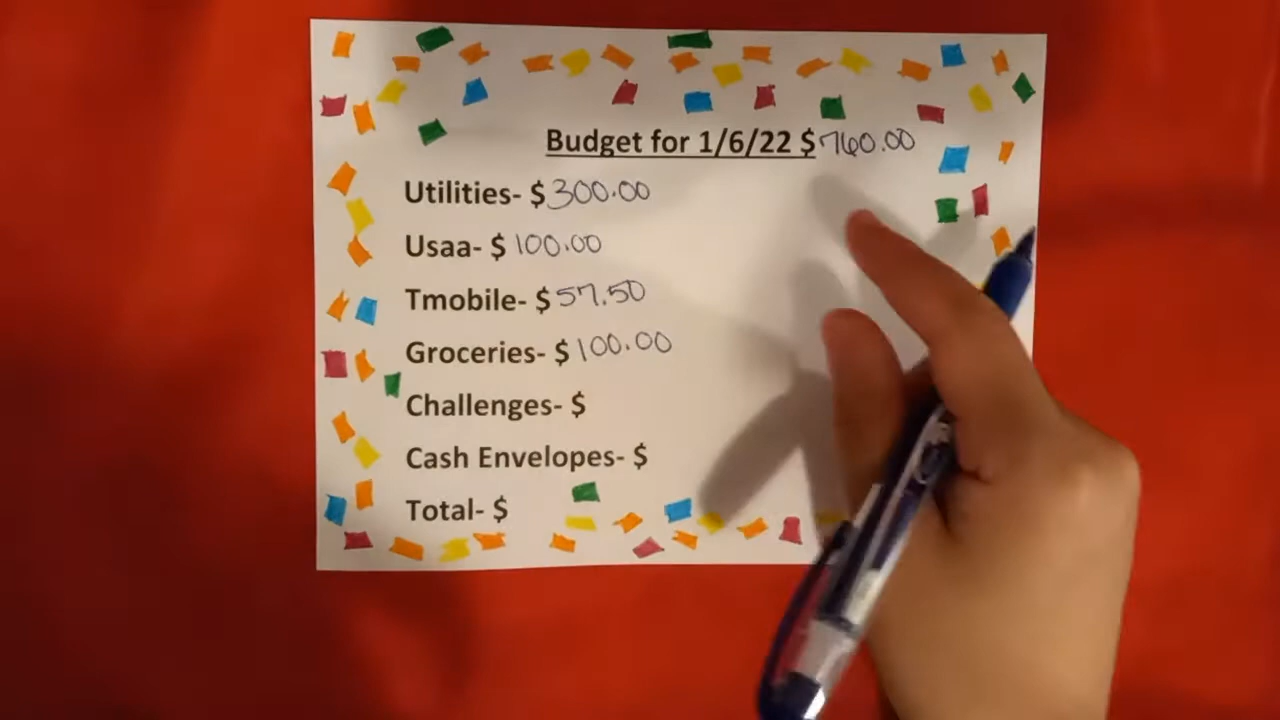 Budget for 1/6/22 $760.00
Utilities- $300.00
Usaa- $100.00
Tmobile- $57.50
Groceries- $100.00
Challenges- $
Cash Envelopes- $
Total- $